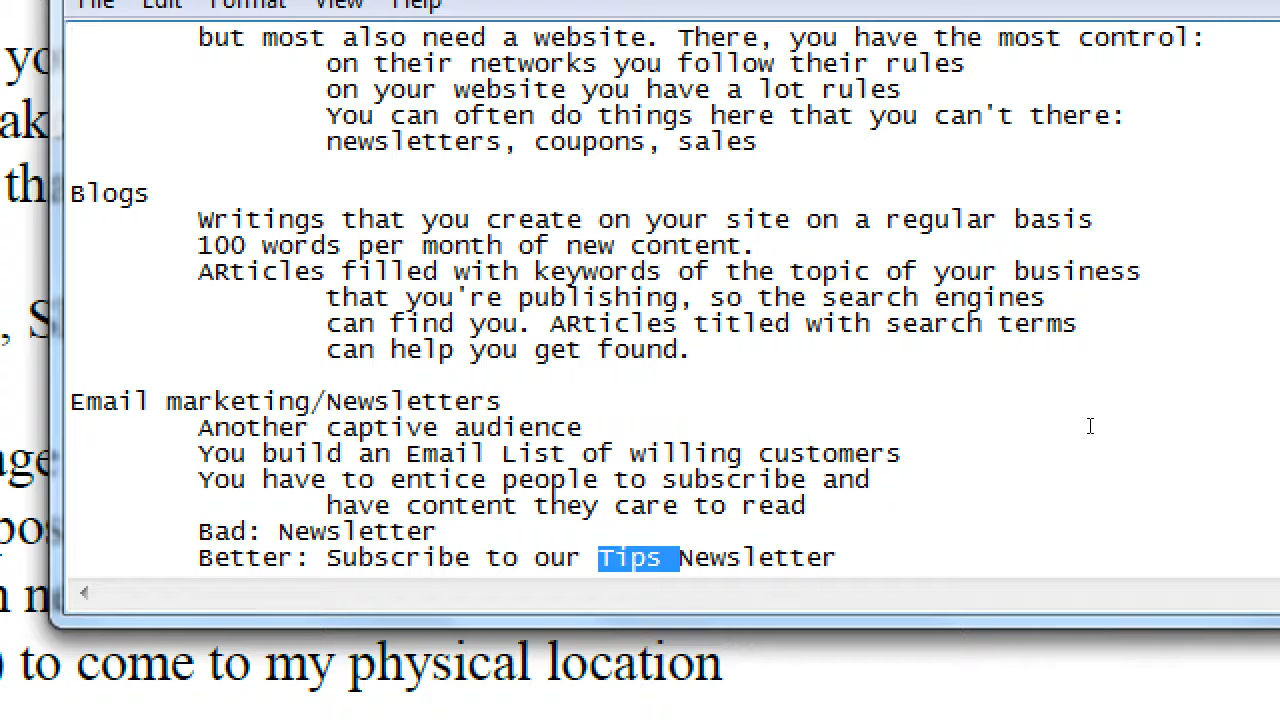 File Edit Format View Help
but most also need a website. There, you have the most control:
on their networks you follow their rules
on your website you have a lot rules
You can often do things here that you can't there:
newsletters, coupons, sales
Blogs
Writings that you create on your site on a regular basis
100 words per month of new content.
ARticles filled with keywords of the topic of your business
that you're publishing, so the search engines
can find you. ARticles titled with search terms
can help you get found.
Email marketing/Newsletters
Another captive audience
You build an Email List of willing customers
You have to entice people to subscribe and
have content they care to read
Bad: Newsletter
Better: Subscribe to our Tips Newsletter
to come to my physical location